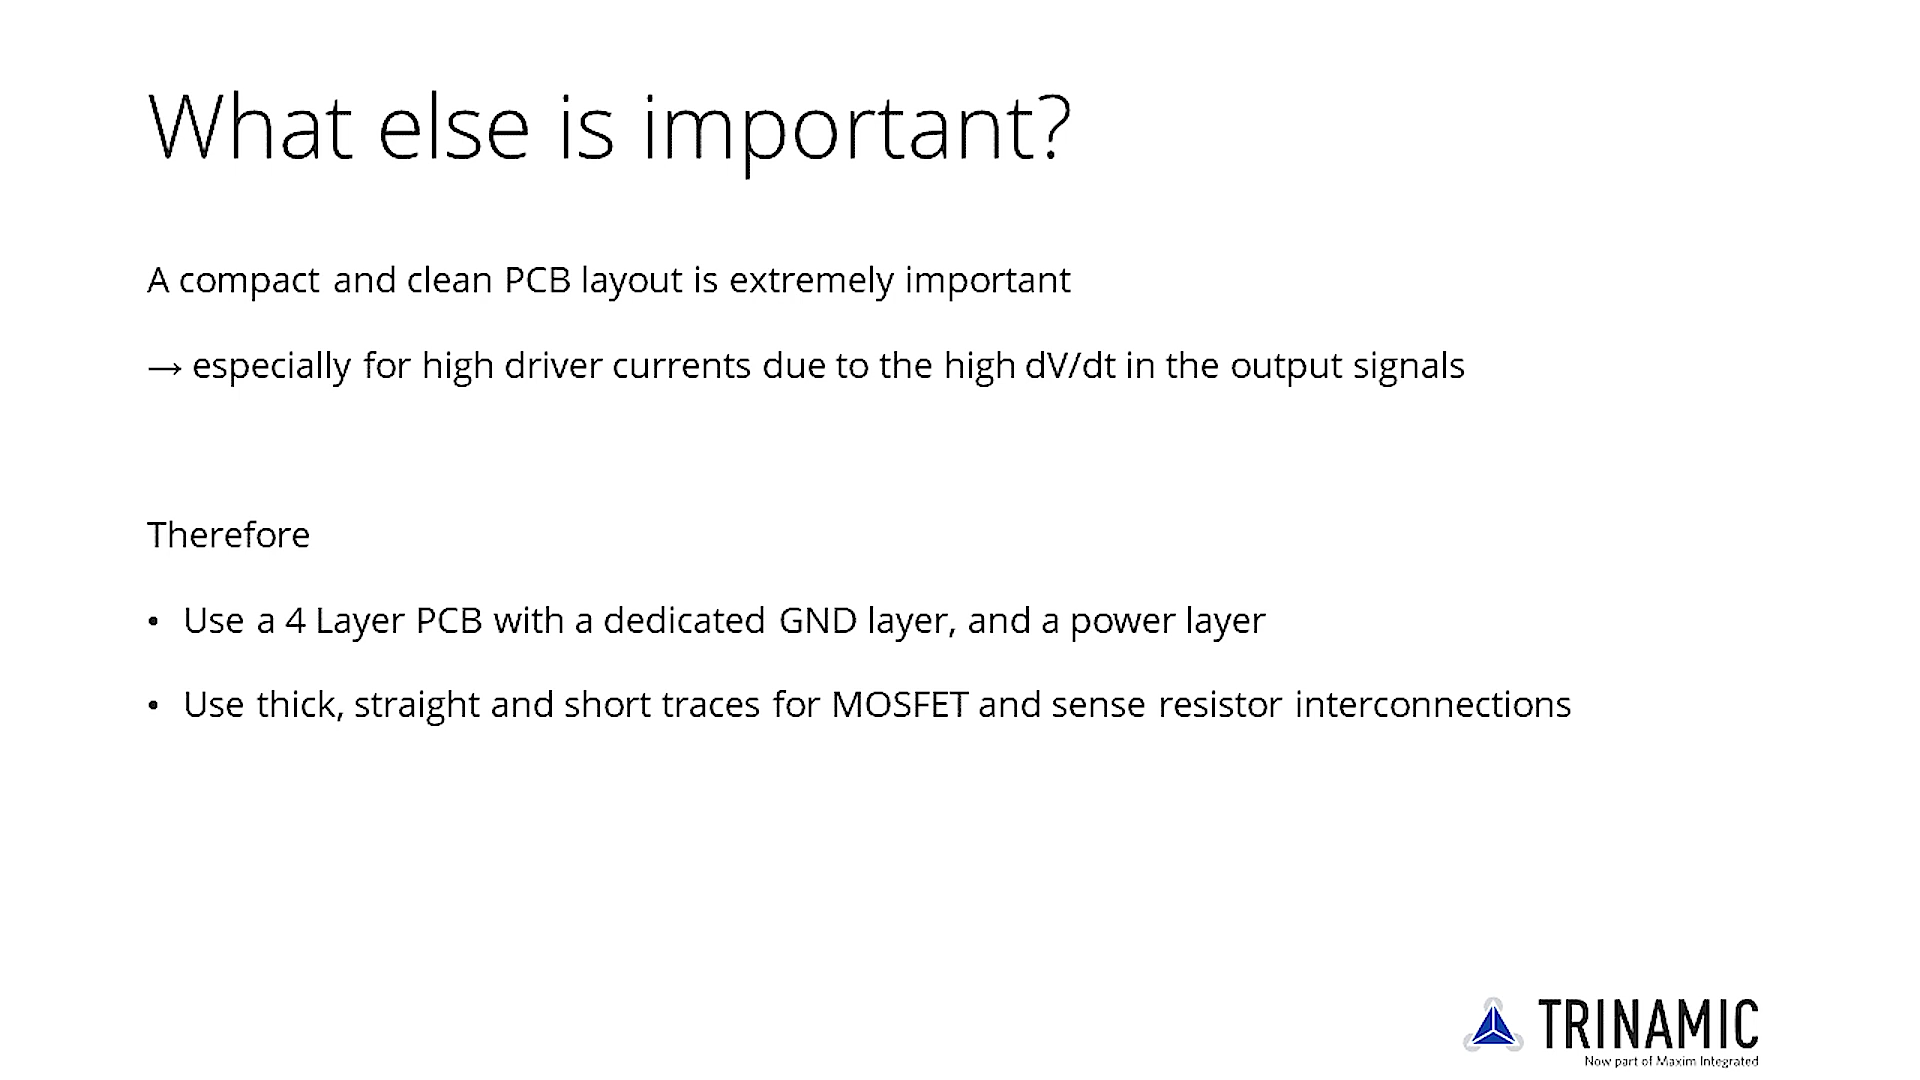 What else is important?
A compact and clean PCB layout is extremely important
→ especially for high driver currents due to the high dV/dt in the output signals
Therefore
• Use a 4 Layer PCB with a dedicated GND layer, and a power layer
• Use thick, straight and short traces for MOSFET and sense resistor interconnections
TRINAMIC
Now part of Maxim Integrated